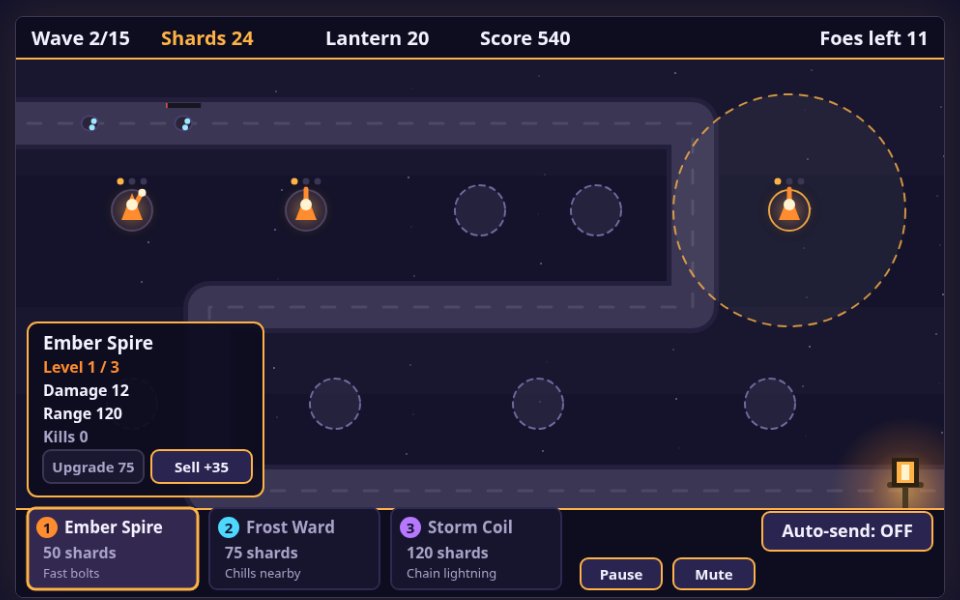 Wave 2/15 Shards 24 Lantern 20 Score 540 Foes left 11
Ember Spire
Level 1 / 3
Damage 12
Range 120
Kills 0
Upgrade 75 Sell +35
1 Ember Spire
50 shards
Fast bolts
2 Frost Ward
75 shards
Chills nearby
3 Storm Coil
120 shards
Chain lightning
Pause Mute
Auto-send: OFF